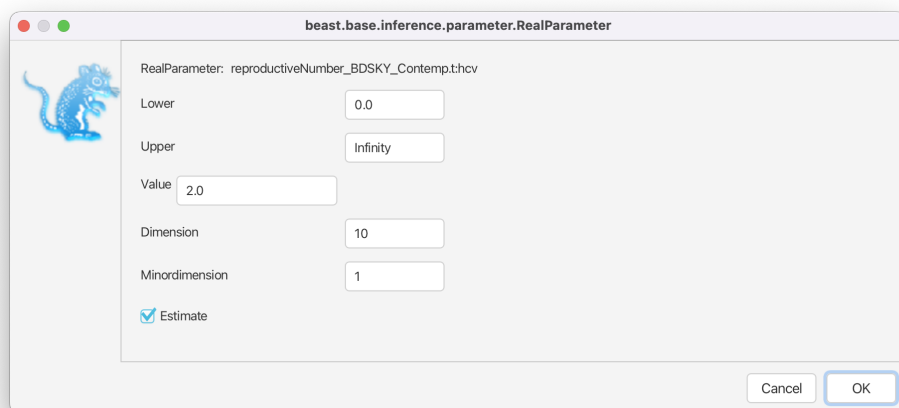 beast.base.inference.parameter.RealParameter
RealParameter: reproductiveNumber_BDSKY_Contemp.t:hcv
Lower 0.0
Upper Infinity
Value 2.0
Dimension 10
Minordimension 1
Estimate
Cancel OK